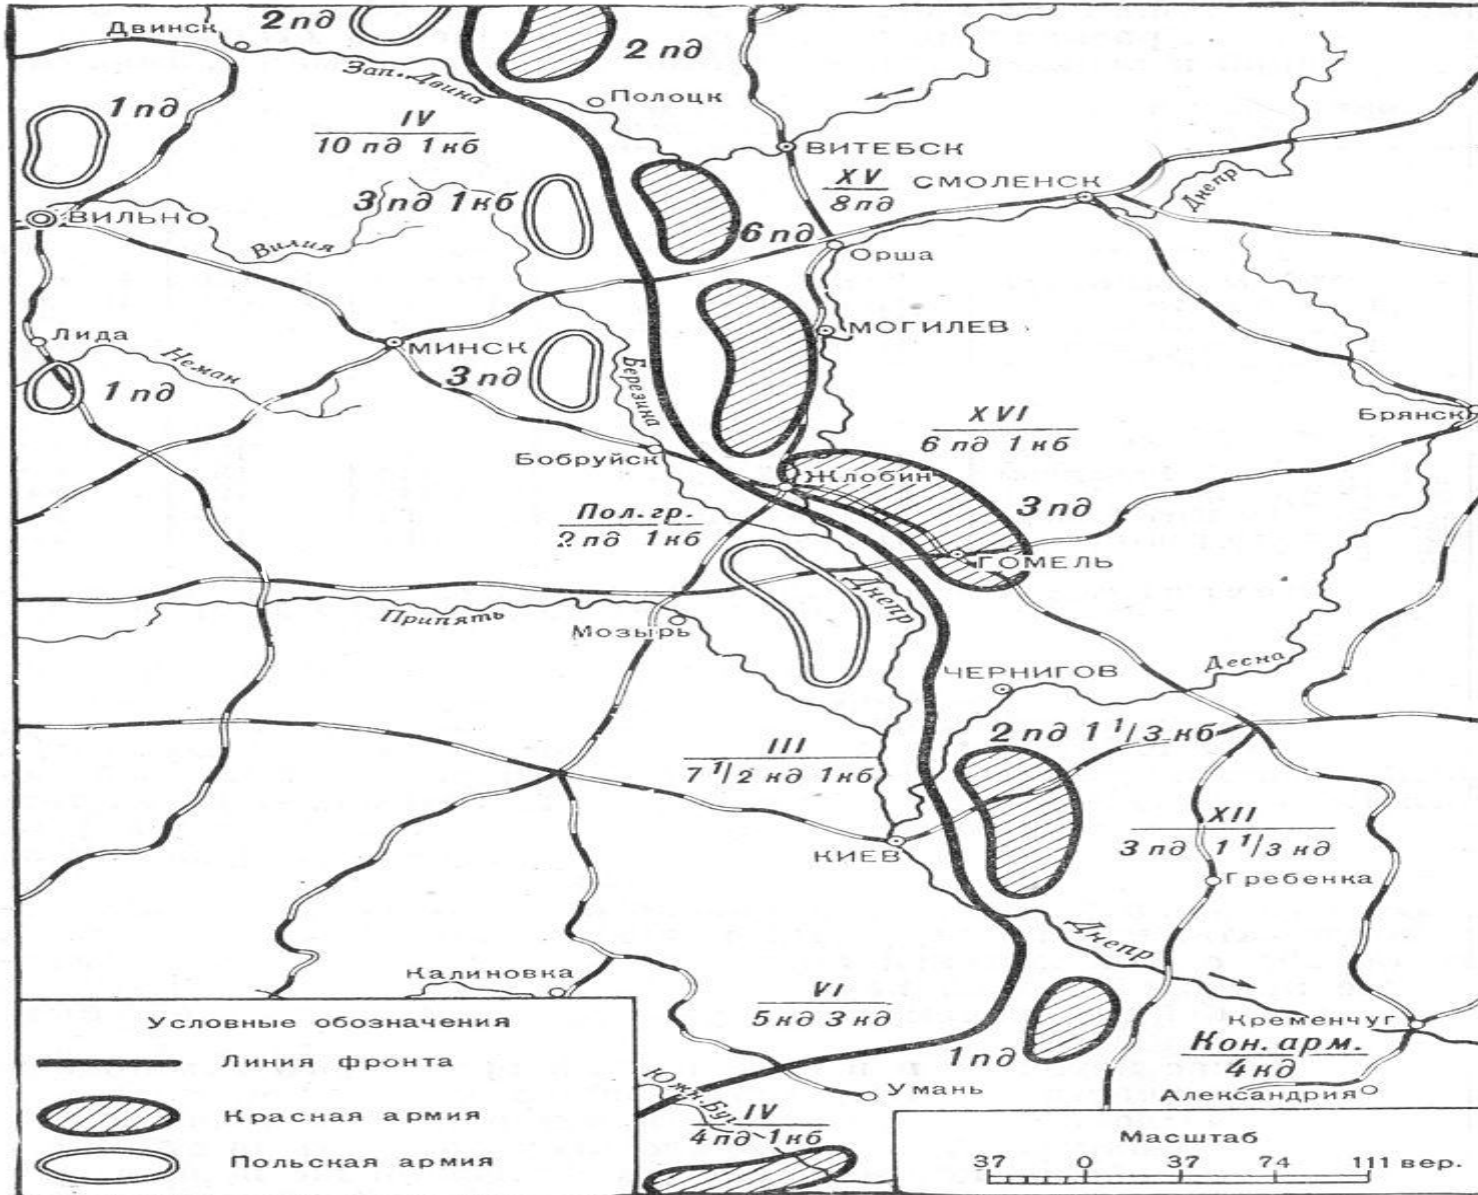 Двинск
2 пд
2 пд
Зап. Двина
Полоцк
1 пд
IV
10 пд 1 кб
ВИТЕБСК
XV
8 пд
СМОЛЕНСК
Днепр
3 пд 1 кб
ВИЛЬНО
Вилия
6 пд
Орша
Лида
Неман
МИНСК
МОГИЛЕВ
3 пд
1 пд
Березина
XVI
6 пд 1 кб
Брянск
Бобруйск
Жлобин
3 пд
Пол. гр.
2 пд 1 кб
ГОМЕЛЬ
Днепр
Припять
Мозырь
Десна
ЧЕРНИГОВ
2 пд 1 1/3 кб
III
7 1/2 кд 1 кб
XII
3 пд 1 1/3 кд
КИЕВ
Гребенка
Днепр
Калиновка
VI
5 кд 3 кд
Кременчуг
Кон. арм.
4 кд
1 пд
Умань
Александрия
Южн. Буг
IV
4 пд 1 кб
Условные обозначения
Линия фронта
Красная армия
Польская армия
Масштаб
37 0 37 74 111 вер.